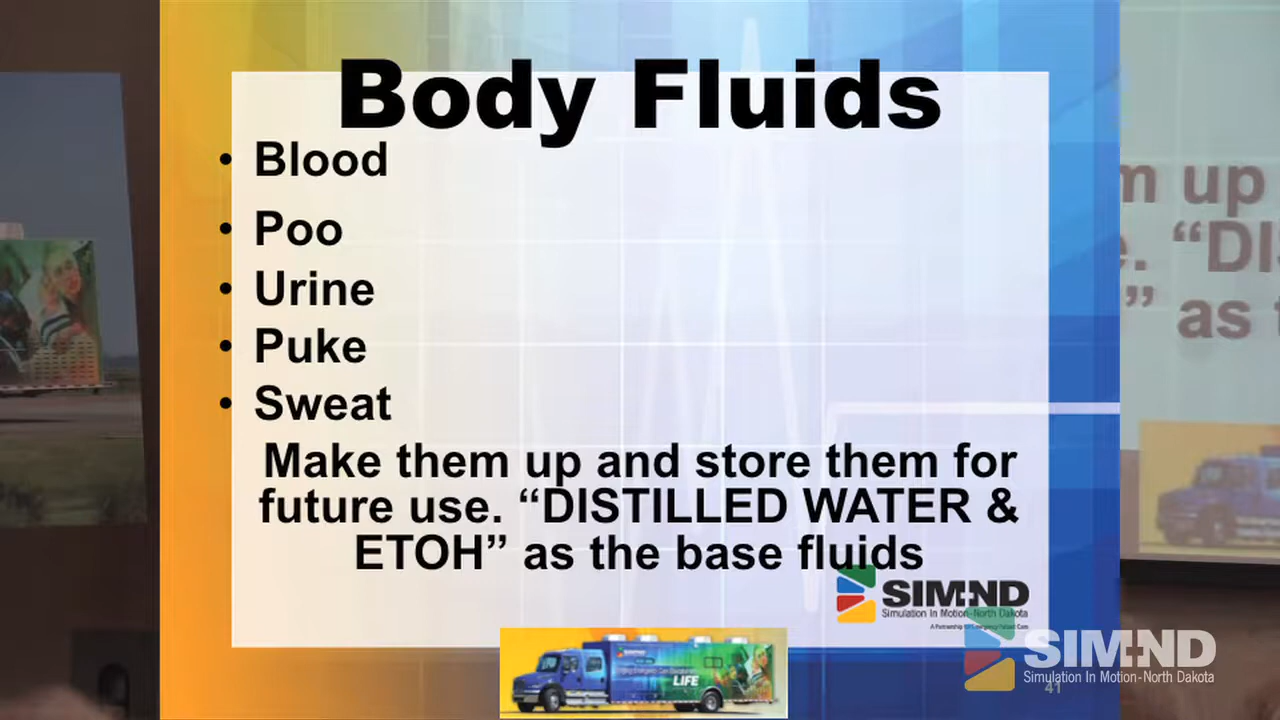 Body Fluids
• Blood
• Poo
• Urine
• Puke
• Sweat
Make them up and store them for
future use. “DISTILLED WATER &
ETOH” as the base fluids
SIM-ND
Simulation In Motion-North Dakota
LIFE
m up
e. “DI
” as
SIM-ND
Simulation In Motion-North Dakota
41